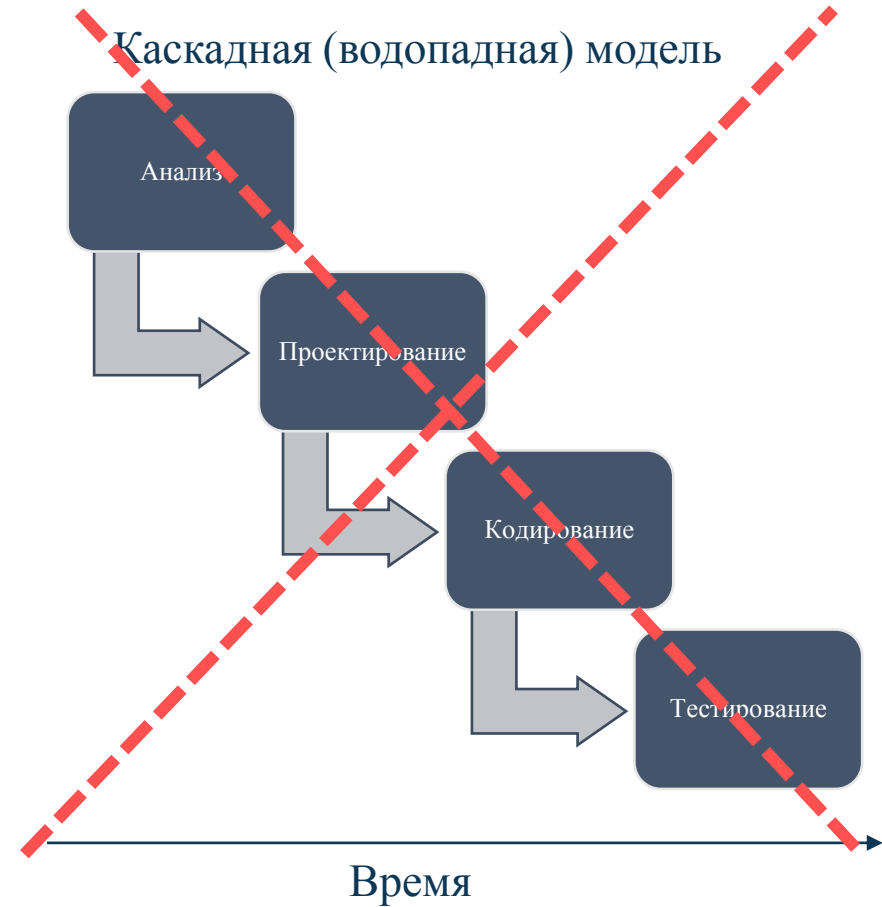 Каскадная (водопадная) модель
Анализ
Проектирование
Кодирование
Тестирование
Время